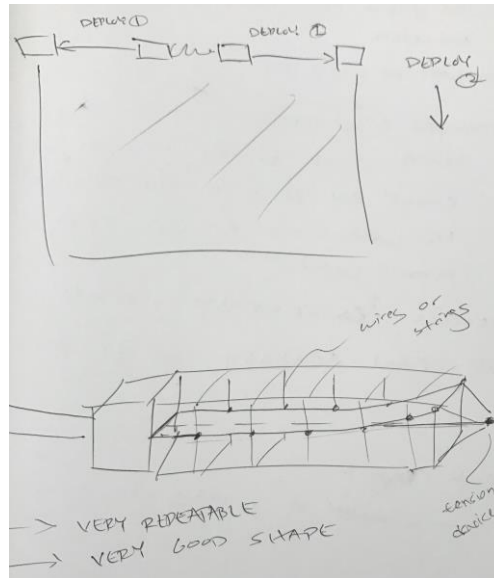 DEPLOY ①
DEPLOY ①
DEPLOY
②
wires or
strings
tension
device
→ VERY REPEATABLE
→ VERY GOOD SHAPE